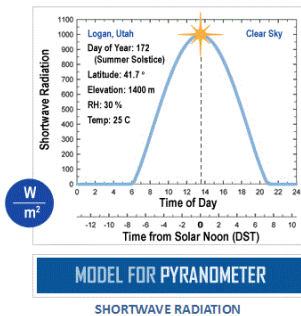 1100
1000
900
800
700
600
500
400
300
200
100
0
Shortwave Radiation
Logan, Utah
Clear Sky
Day of Year: 172
(Summer Solstice)
Latitude: 41.7 °
Elevation: 1400 m
RH: 30 %
Temp: 25 C
0 2 4 6 8 10 12 14 16 18 20 22 24
Time of Day
W
m²
-12 -10 -8 -6 -4 -2 0 2 4 6 8 10
Time from Solar Noon (DST)
MODEL FOR PYRANOMETER
SHORTWAVE RADIATION